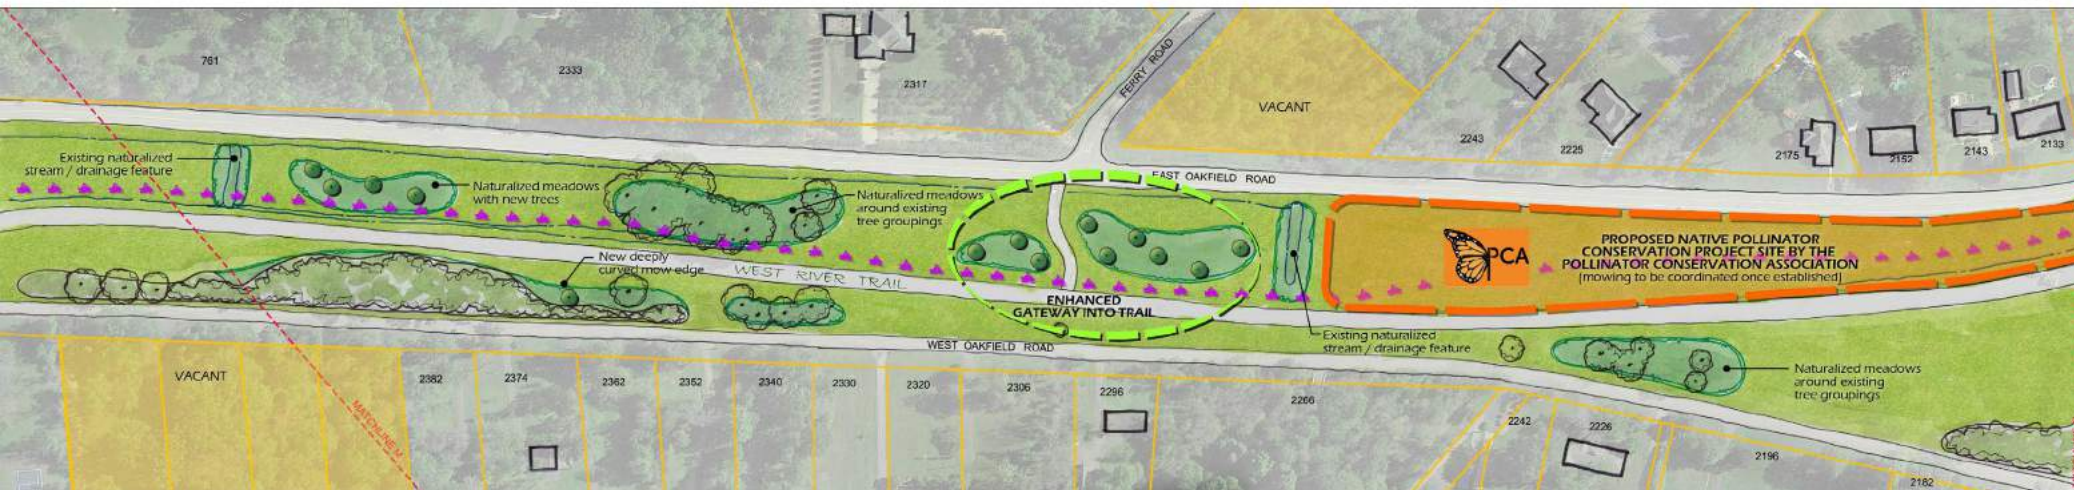 761
2333
2317
FERRY ROAD
VACANT
2243
2225
2175
2152
2143
2133
Existing naturalized
stream / drainage feature
Naturalized meadows
with new trees
Naturalized meadows
around existing
tree groupings
EAST OAKFIELD ROAD
PCA
PROPOSED NATIVE POLLINATOR
CONSERVATION PROJECT SITE BY THE
POLLINATOR CONSERVATION ASSOCIATION
(mowing to be coordinated once established)
New deeply
curved mow edge
WEST RIVER TRAIL
ENHANCED
GATEWAY INTO TRAIL
WEST OAKFIELD ROAD
Existing naturalized
stream / drainage feature
Naturalized meadows
around existing
tree groupings
VACANT
MATCHLINE M
2382
2374
2362
2352
2340
2330
2320
2306
2296
2266
2242
2226
2196
2182